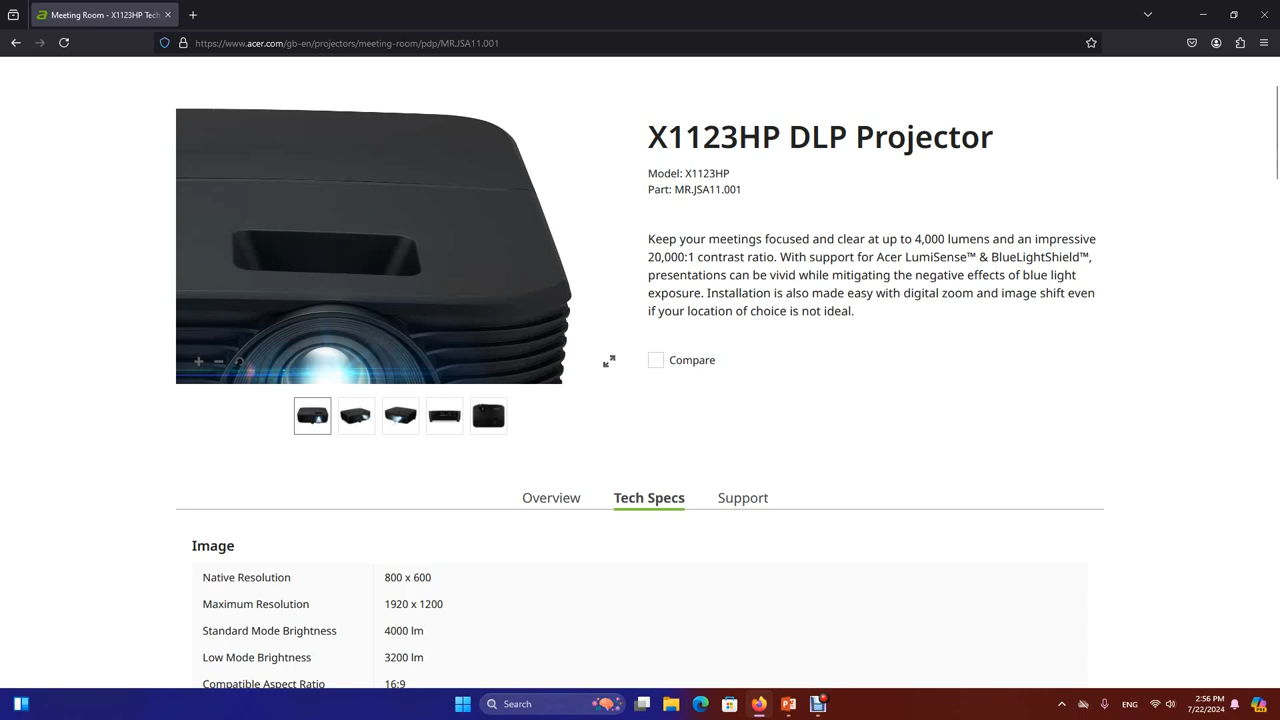 Meeting Room - X1123HP Tech
https://www.acer.com/gb-en/projectors/meeting-room/pdp/MR.JSA11.001
X1123HP DLP Projector
Model: X1123HP
Part: MR.JSA11.001
Keep your meetings focused and clear at up to 4,000 lumens and an impressive
20,000:1 contrast ratio. With support for Acer LumiSense™ & BlueLightShield™,
presentations can be vivid while mitigating the negative effects of blue light
exposure. Installation is also made easy with digital zoom and image shift even
if your location of choice is not ideal.
Compare
Overview Tech Specs Support
Image
Native Resolution 800 x 600
Maximum Resolution 1920 x 1200
Standard Mode Brightness 4000 lm
Low Mode Brightness 3200 lm
Compatible Aspect Ratio 16:9
Search
ENG
2:56 PM
7/22/2024